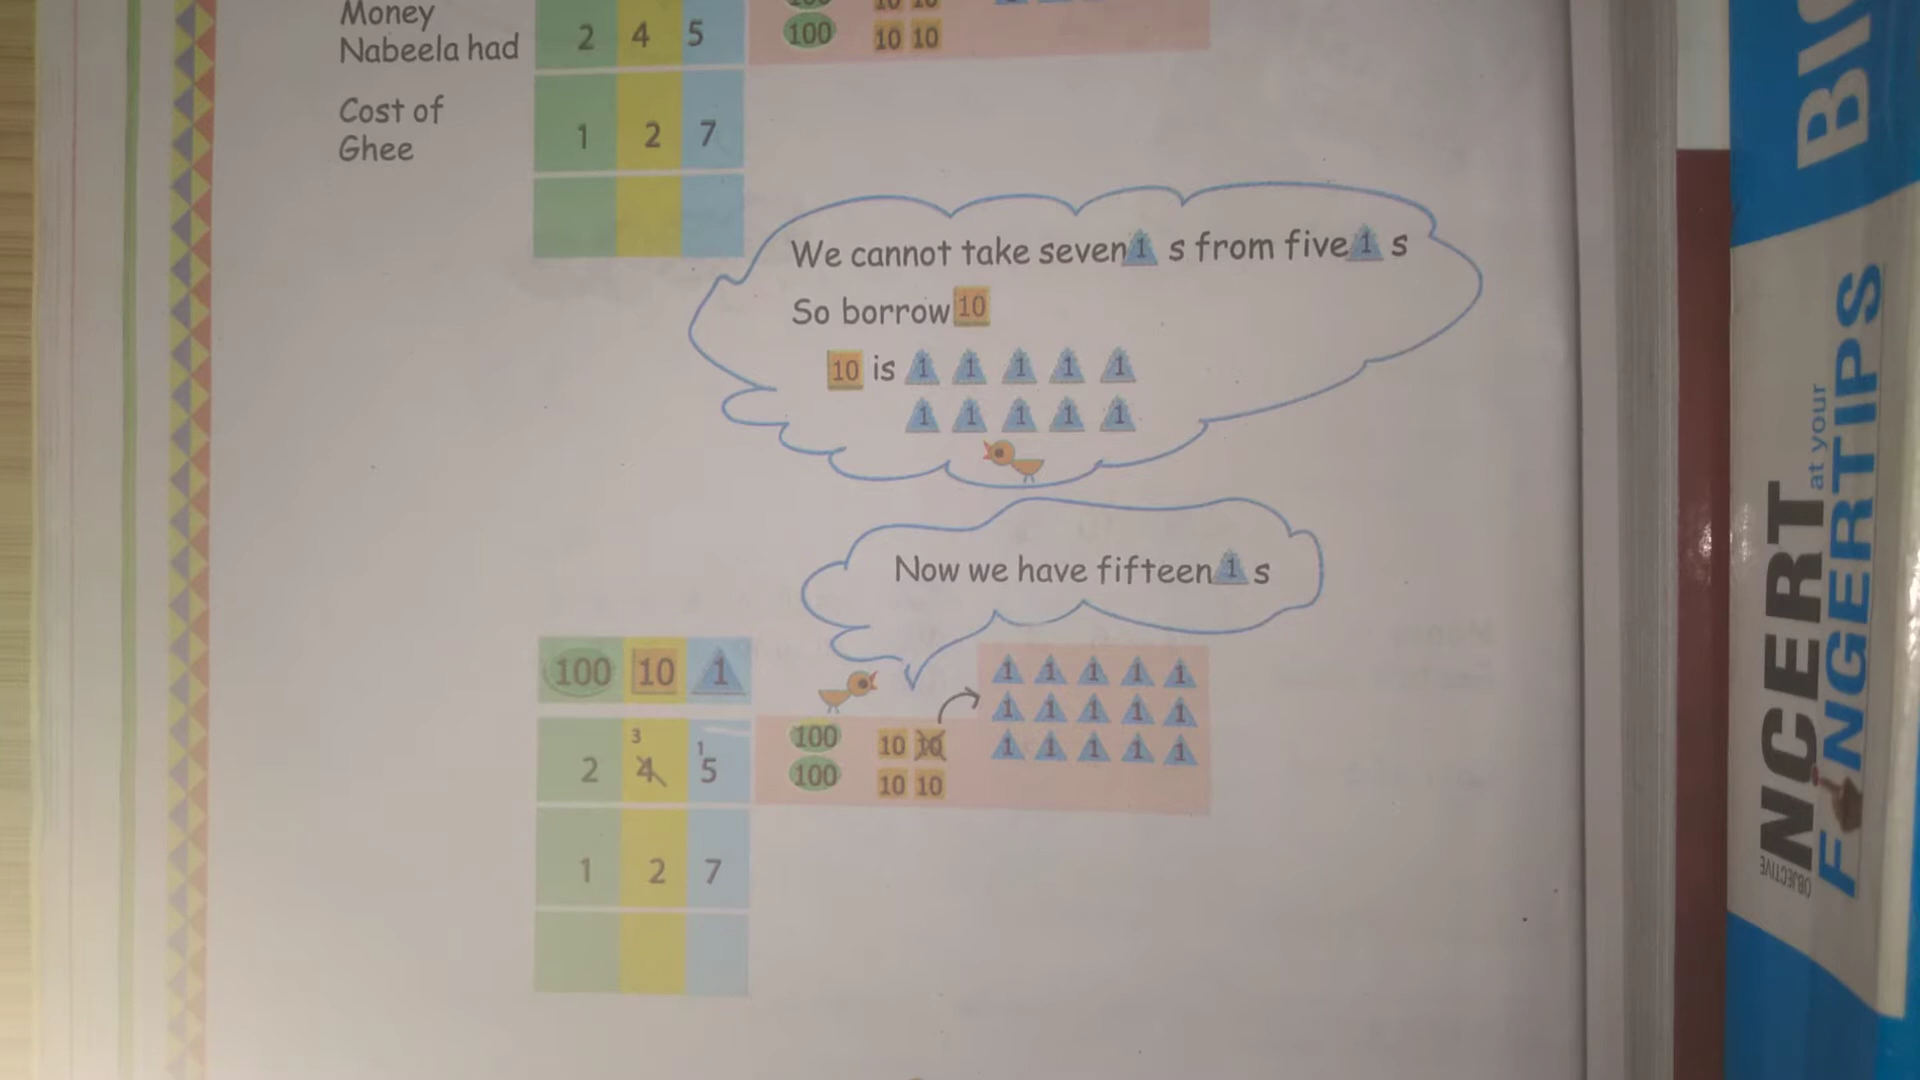 Money
Nabeela had
2 4 5
100
10 10
Cost of
Ghee
1 2 7
We cannot take seven 1 s from five 1 s
So borrow 10
10 is 1 1 1 1 1
1 1 1 1 1
Now we have fifteen 1 s
100 10 1
1 1 1 1 1
1 1 1 1 1
1 1 1 1 1
3 1
2 4 5
100 10 10
100 10 10
1 2 7
OBJECTIVE
NCERT
at your
FINGERTIPS